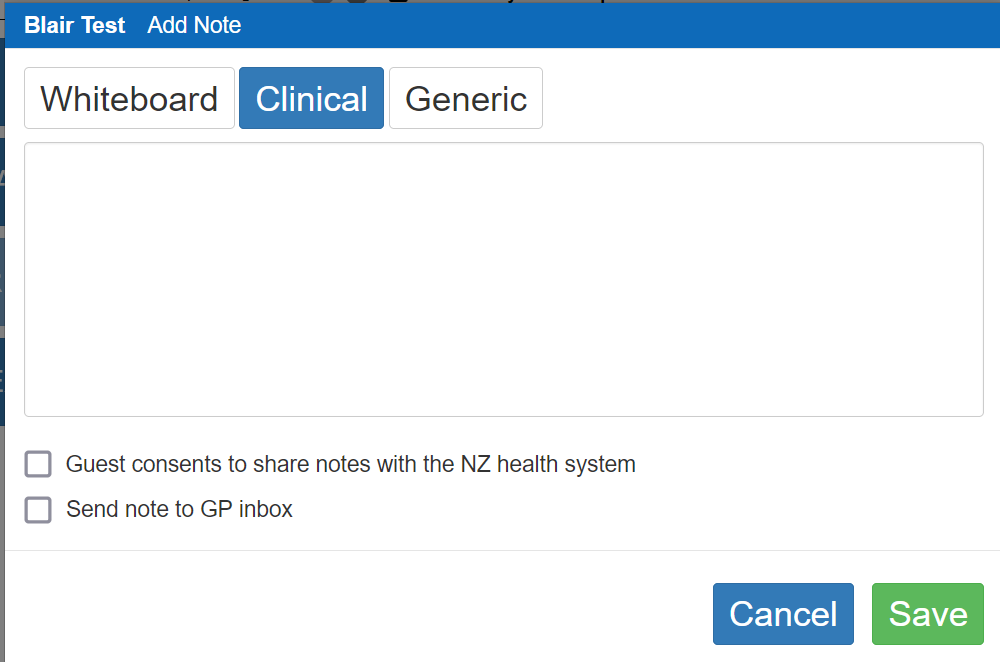 Blair Test Add Note
Whiteboard Clinical Generic
Guest consents to share notes with the NZ health system
Send note to GP inbox
Cancel Save